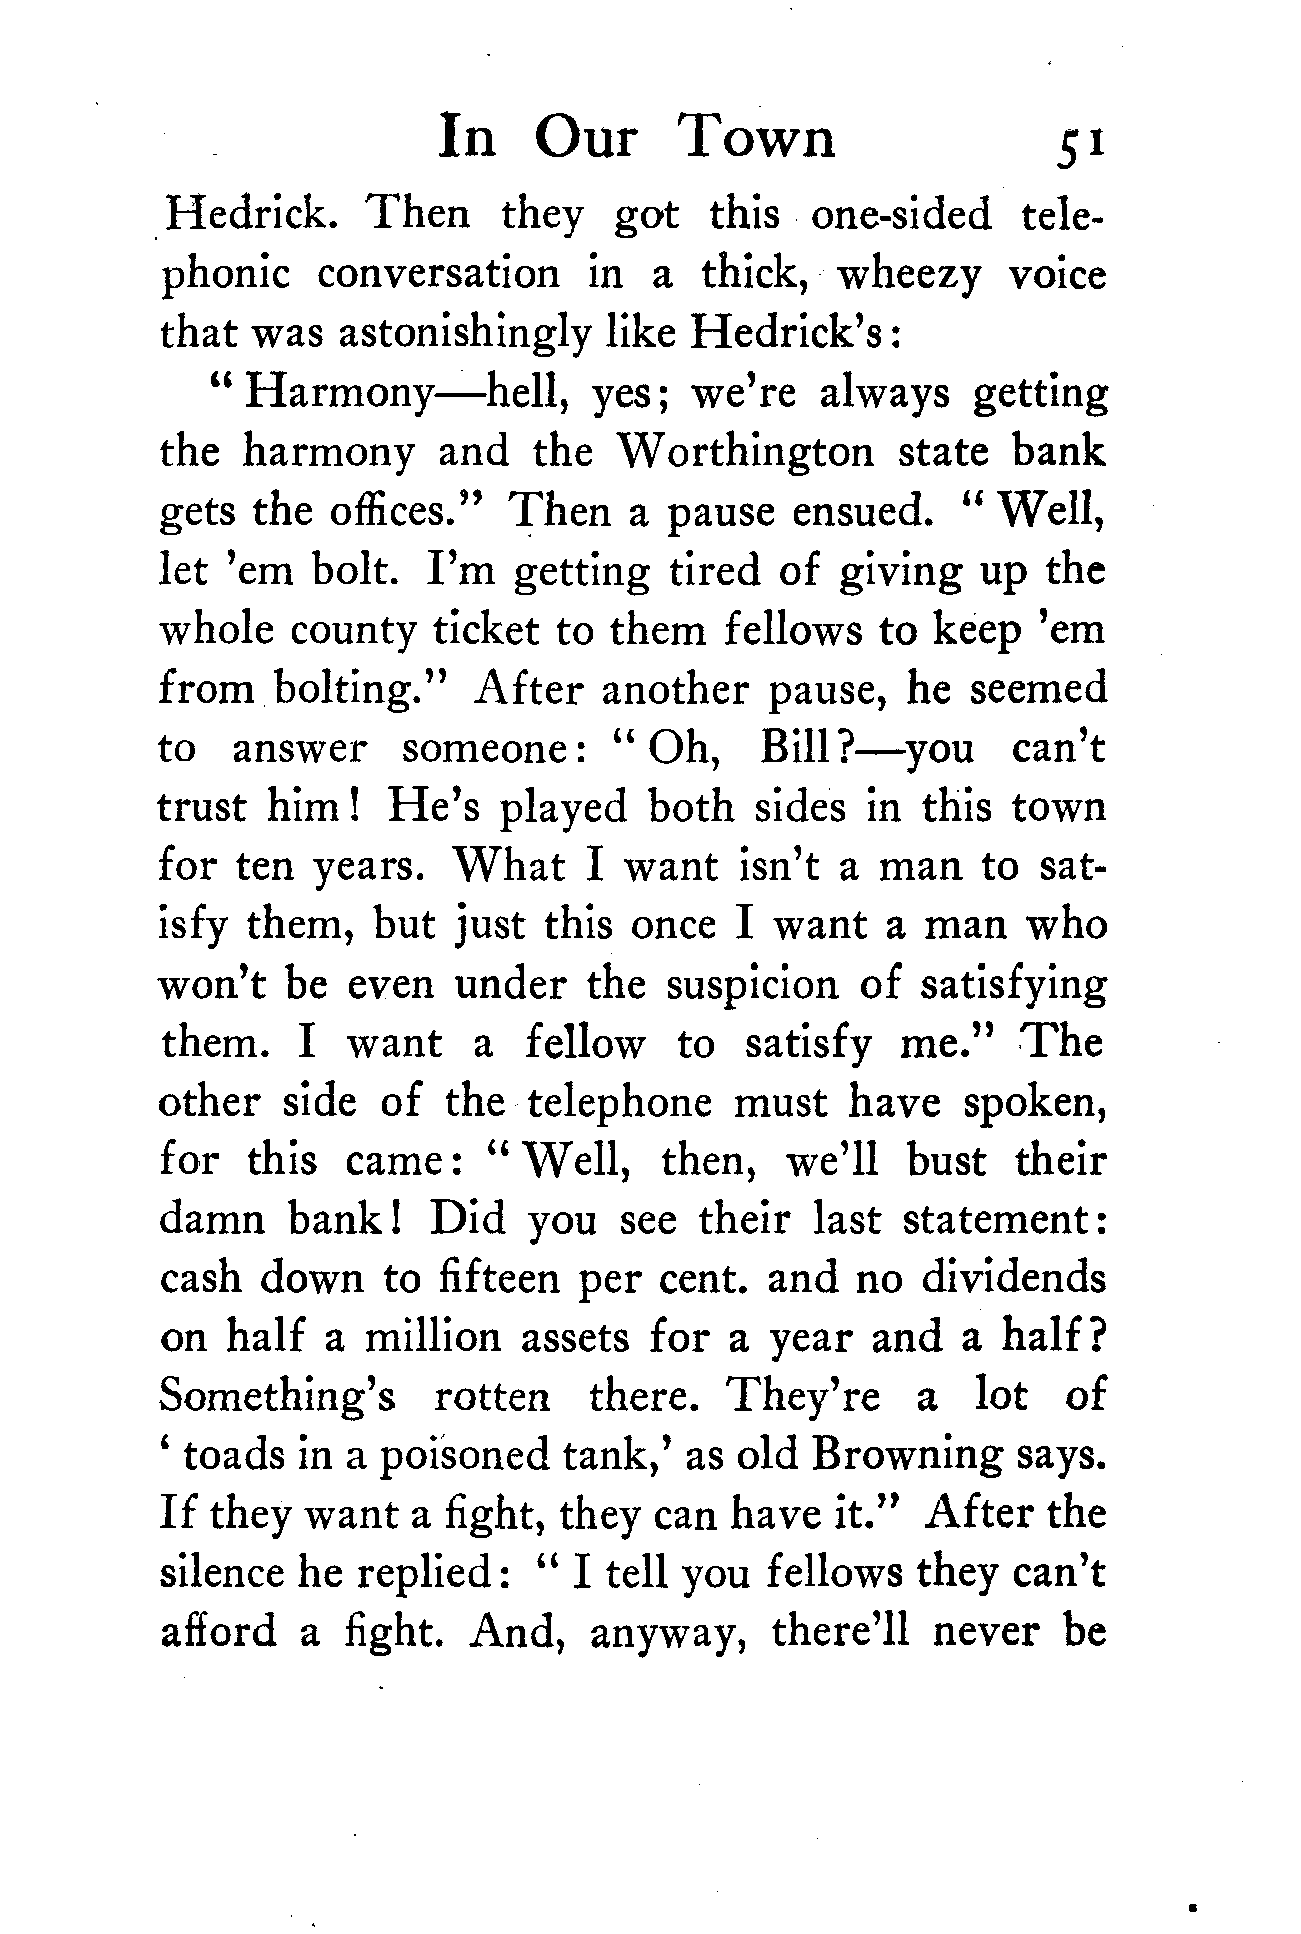 In Our Town 51
Hedrick. Then they got this one-sided tele-
phonic conversation in a thick, wheezy voice
that was astonishingly like Hedrick's:
“ Harmony—hell, yes; we're always getting
the harmony and the Worthington state bank
gets the offices.” Then a pause ensued. “ Well,
let 'em bolt. I'm getting tired of giving up the
whole county ticket to them fellows to keep 'em
from bolting.” After another pause, he seemed
to answer someone: “ Oh, Bill?—you can't
trust him! He's played both sides in this town
for ten years. What I want isn't a man to sat-
isfy them, but just this once I want a man who
won't be even under the suspicion of satisfying
them. I want a fellow to satisfy me.” The
other side of the telephone must have spoken,
for this came: “ Well, then, we'll bust their
damn bank! Did you see their last statement:
cash down to fifteen per cent. and no dividends
on half a million assets for a year and a half?
Something's rotten there. They're a lot of
‘ toads in a poisoned tank,’ as old Browning says.
If they want a fight, they can have it.” After the
silence he replied: “ I tell you fellows they can't
afford a fight. And, anyway, there'll never be